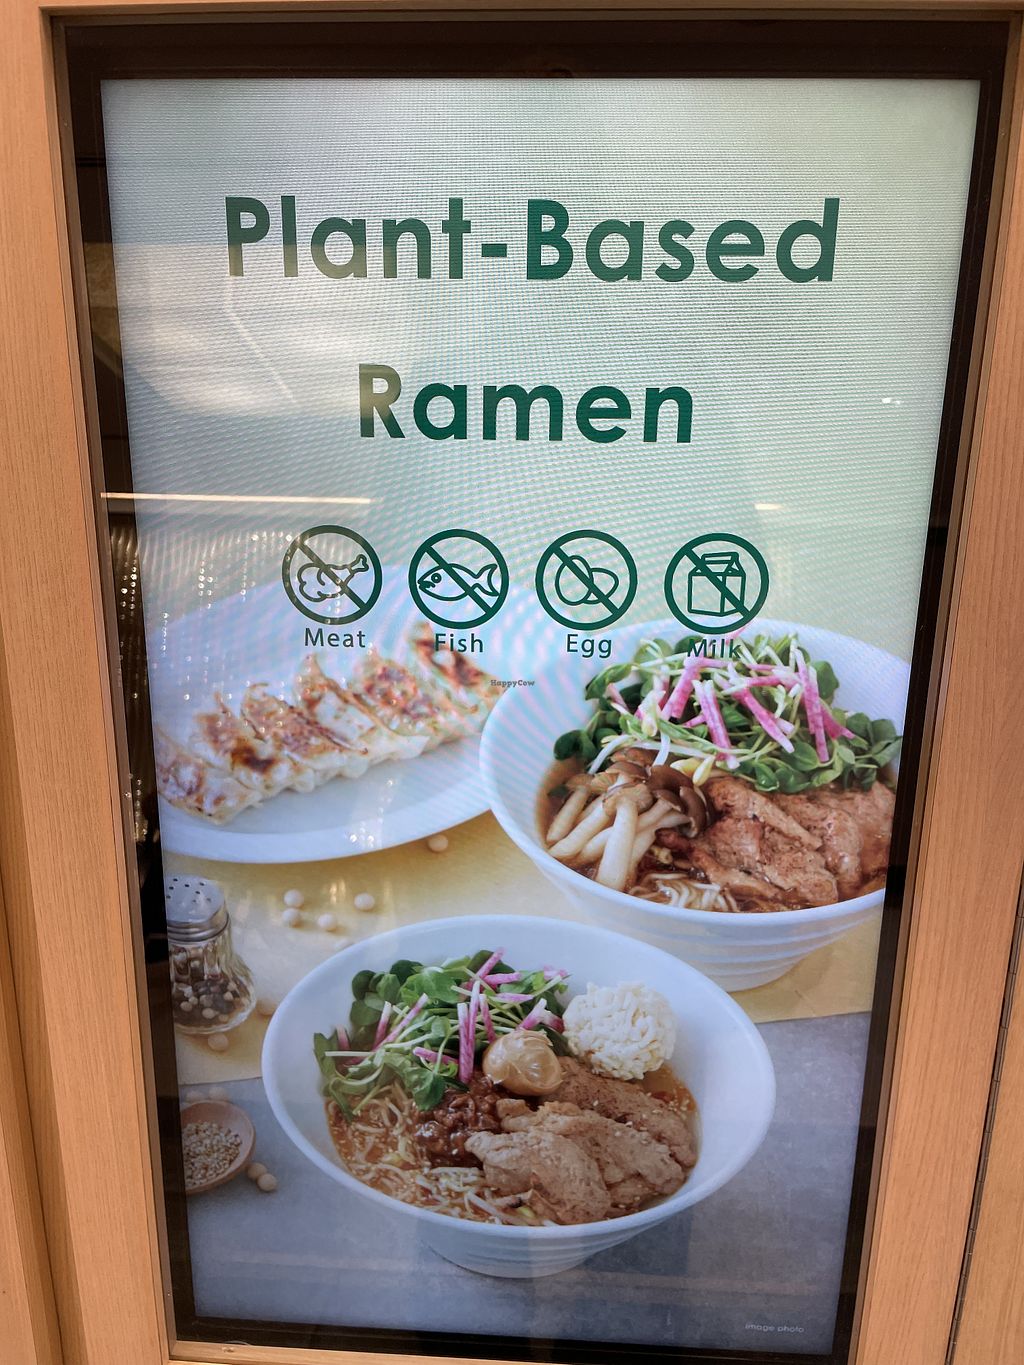 Plant-Based
Ramen
Meat Fish Egg Milk
HappyCow
image photo